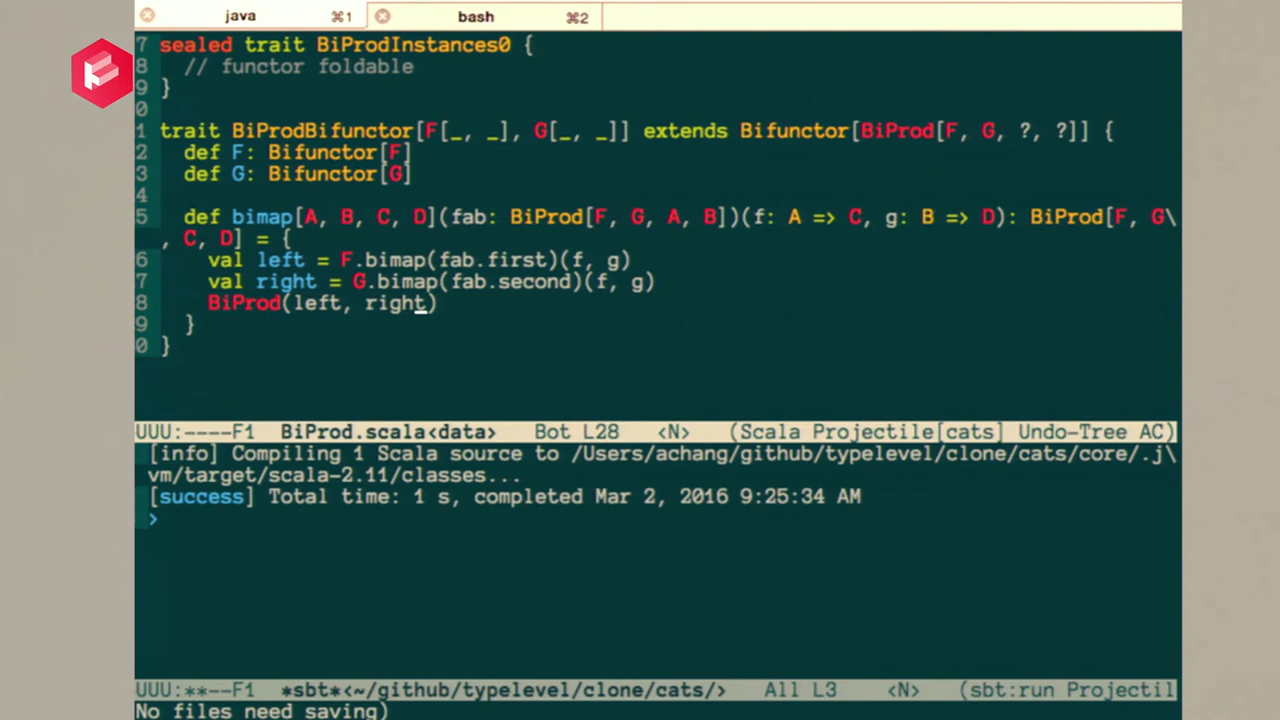 java ⌘1 bash ⌘2
7 sealed trait BiProdInstances0 {
8 // functor foldable
9 }
0
1 trait BiProdBifunctor[F[_, _], G[_, _]] extends Bifunctor[BiProd[F, G, ?, ?]] {
2 def F: Bifunctor[F]
3 def G: Bifunctor[G]
4
5 def bimap[A, B, C, D](fab: BiProd[F, G, A, B])(f: A => C, g: B => D): BiProd[F, G\
, C, D] = {
6 val left = F.bimap(fab.first)(f, g)
7 val right = G.bimap(fab.second)(f, g)
8 BiProd(left, right)
9 }
0 }
UUU:----F1 BiProd.scala<data> Bot L28 <N> (Scala Projectile[cats] Undo-Tree AC)
[info] Compiling 1 Scala source to /Users/achang/github/typelevel/clone/cats/core/.j\
vm/target/scala-2.11/classes...
[success] Total time: 1 s, completed Mar 2, 2016 9:25:34 AM
>
UUU:**--F1 *sbt*<~/github/typelevel/clone/cats/> All L3 <N> (sbt:run Projectil
No files need saving)